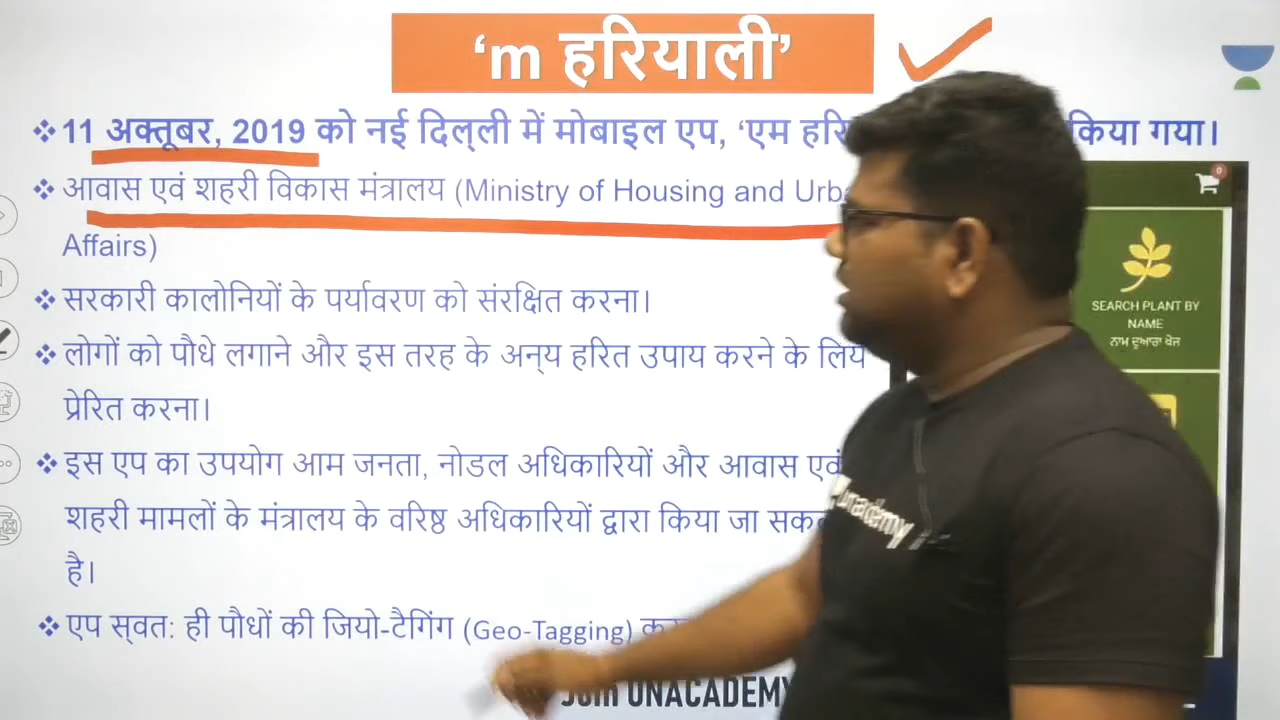 ‘m हरियाली’
❖11 अक्तूबर, 2019 को नई दिल्ली में मोबाइल एप, ‘एम हरि किया गया।
❖ आवास एवं शहरी विकास मंत्रालय (Ministry of Housing and
Affairs)
❖ सरकारी कालोनियों के पर्यावरण को संरक्षित करना।
❖ लोगों को पौधे लगाने और इस तरह के अन्य हरित उपाय करने के लिये
प्रेरित करना।
❖ इस एप का उपयोग आम जनता, नोडल अधिकारियों और आवास एवं
शहरी मामलों के मंत्रालय के वरिष्ठ अधिकारियों द्वारा किया जा
है।
❖ एप स्वत: ही पौधों की जियो-टैगिंग (Geo-Tagging)
Join UNACADEMY
0
SEARCH PLANT BY
NAME
ਨਾਮ ਦੁਆਰਾ ਖੋਜ
unacademy